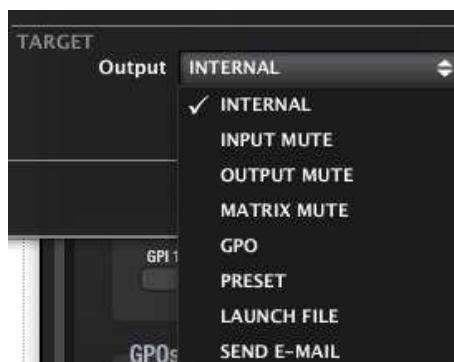 TARGET
Output INTERNAL
✓ INTERNAL
INPUT MUTE
OUTPUT MUTE
MATRIX MUTE
GPO
GPI 1
PRESET
LAUNCH FILE
SEND E-MAIL
GPOs